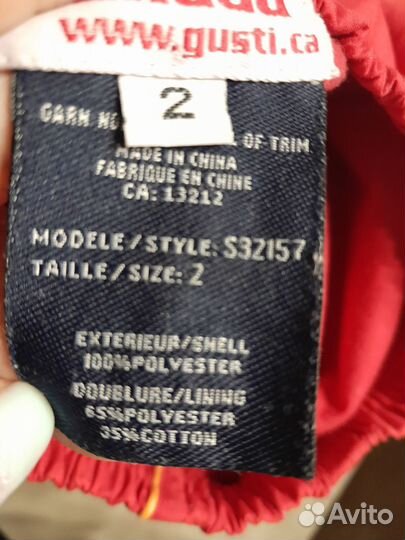 www.gusti.ca
2
GARN
OF TRIM
MADE IN CHINA
FABRIQUE EN CHINE
CA: 13212
MODELE/STYLE: S32157
TAILLE/SIZE: 2
EXTERIEUR/SHELL
100%POLYESTER
DOUBLURE/LINING
65%POLYESTER
35%COTTON
Avito